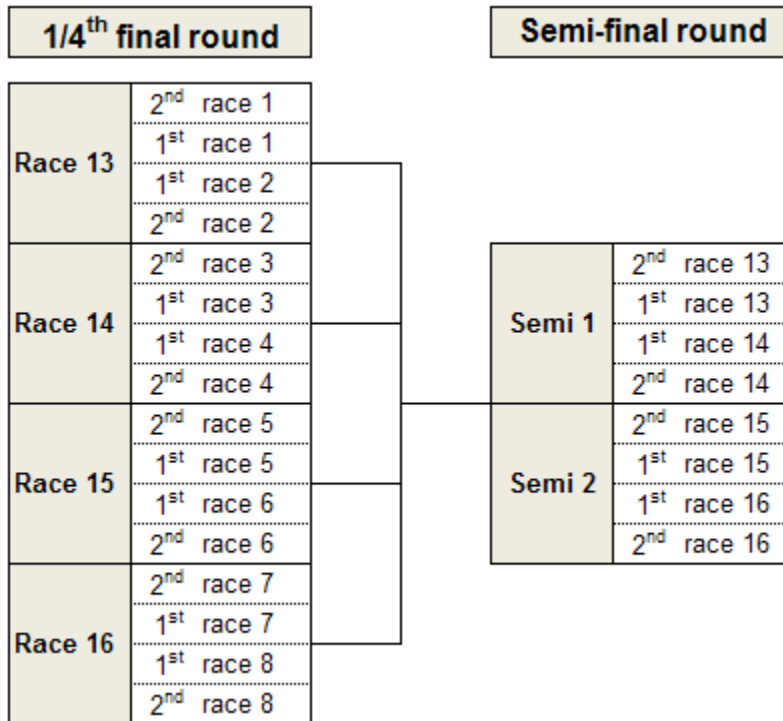 1/4th final round
Semi-final round
Race 13
2nd race 1
1st race 1
1st race 2
2nd race 2
Race 14
2nd race 3
1st race 3
1st race 4
2nd race 4
Race 15
2nd race 5
1st race 5
1st race 6
2nd race 6
Race 16
2nd race 7
1st race 7
1st race 8
2nd race 8
Semi 1
2nd race 13
1st race 13
1st race 14
2nd race 14
Semi 2
2nd race 15
1st race 15
1st race 16
2nd race 16